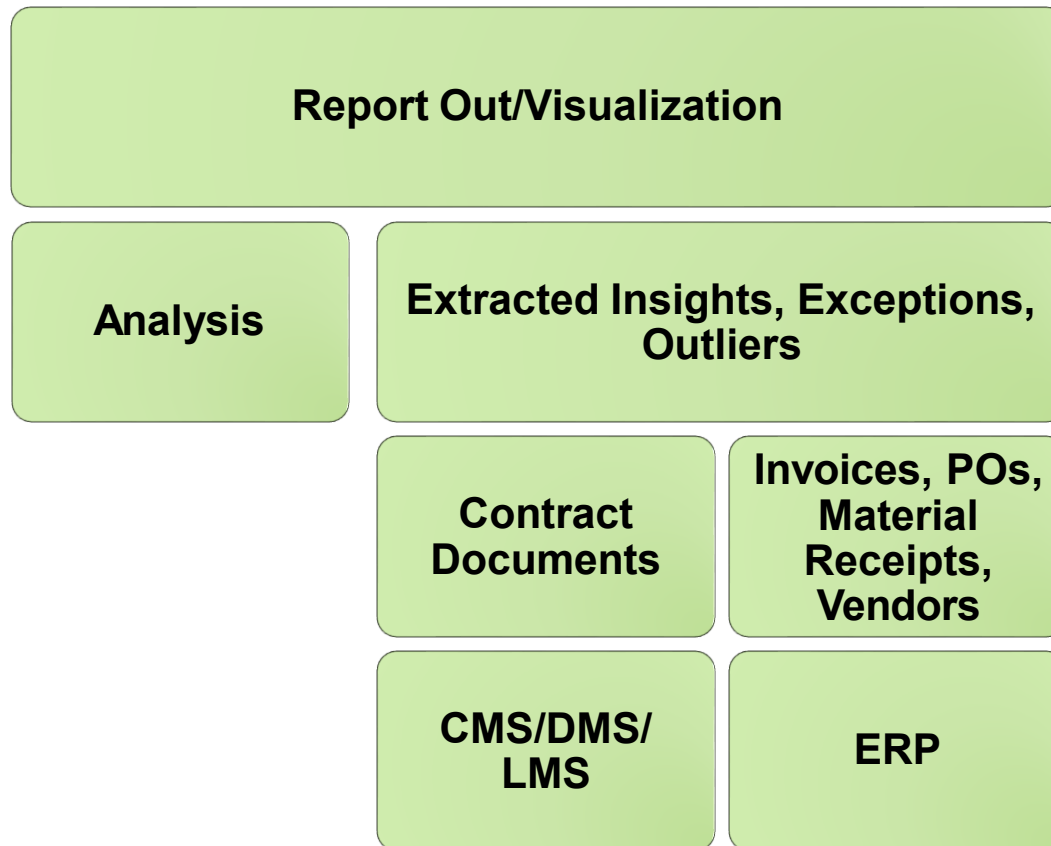 Report Out/Visualization
Analysis
Extracted Insights, Exceptions,
Outliers
Contract
Documents
Invoices, POs,
Material
Receipts,
Vendors
CMS/DMS/
LMS
ERP